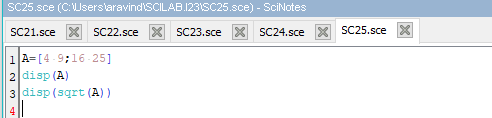 SC25.sce (C:\Users\aravind\SCILAB.I23\SC25.sce) - SciNotes
SC21.sce SC22.sce SC23.sce SC24.sce SC25.sce
1 A=[4 9;16 25]
2 disp(A)
3 disp(sqrt(A))
4